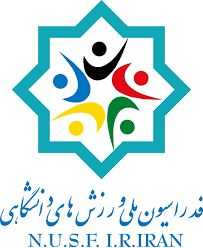 فدراسیون ملی ورزش های دانشگاهی
N.U.S.F. I.R.IRAN